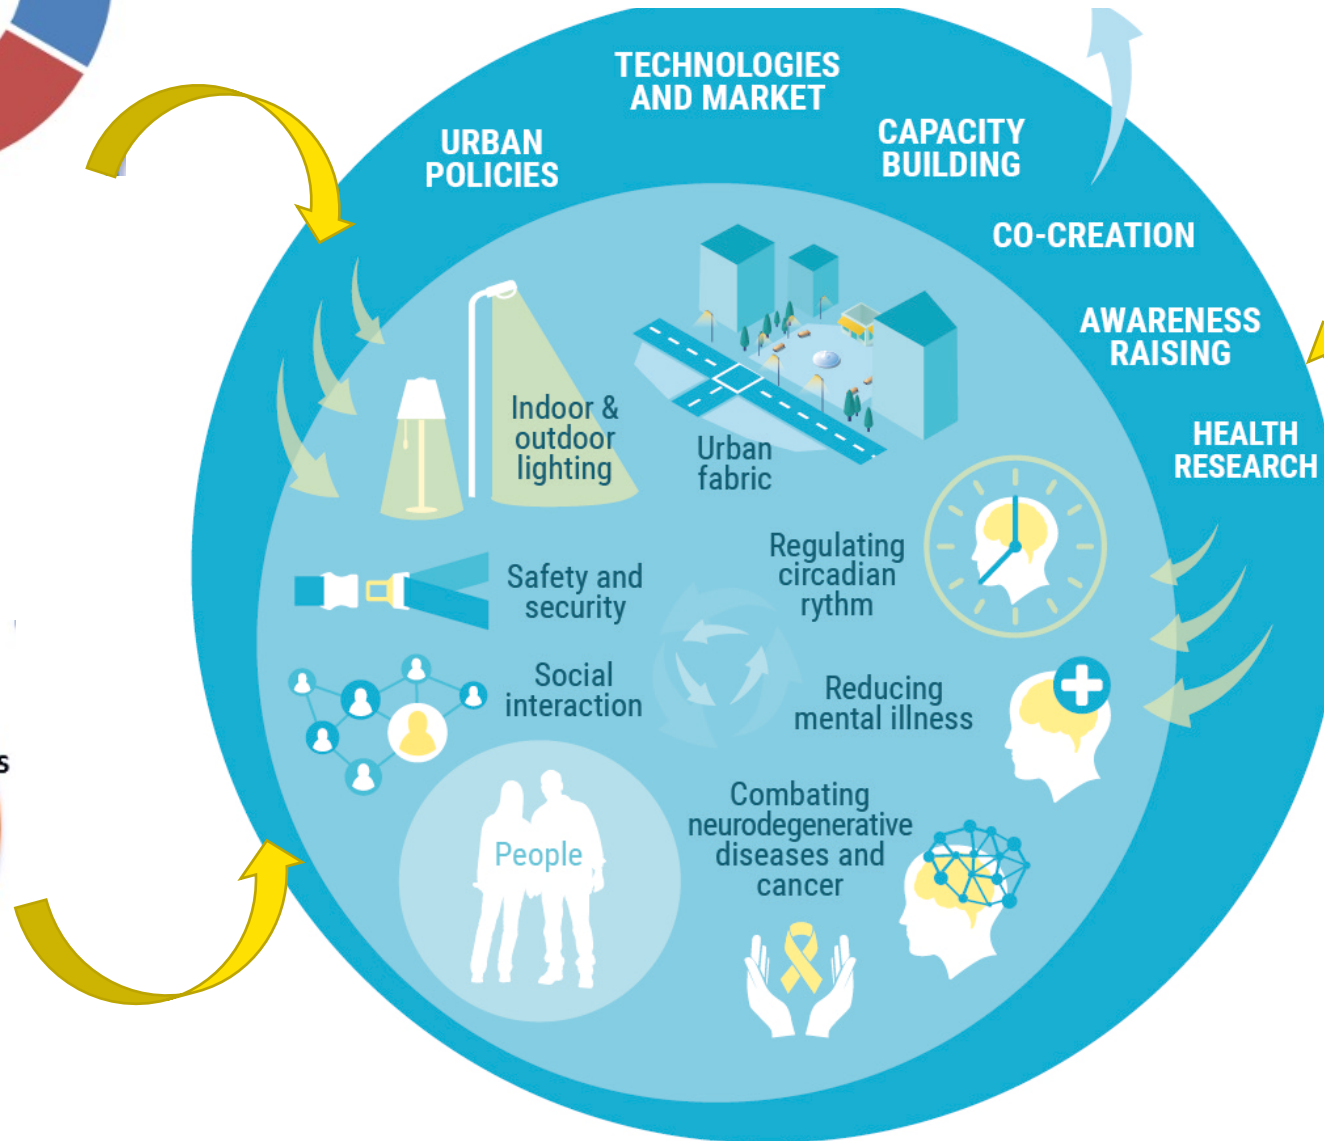 TECHNOLOGIES
AND MARKET
URBAN
POLICIES
CAPACITY
BUILDING
CO-CREATION
AWARENESS
RAISING
HEALTH
RESEARCH
Indoor &
outdoor
lighting
Urban
fabric
Regulating
circadian
rythm
Safety and
security
Social
interaction
Reducing
mental illness
s
Combating
neurodegenerative
diseases and
cancer
People